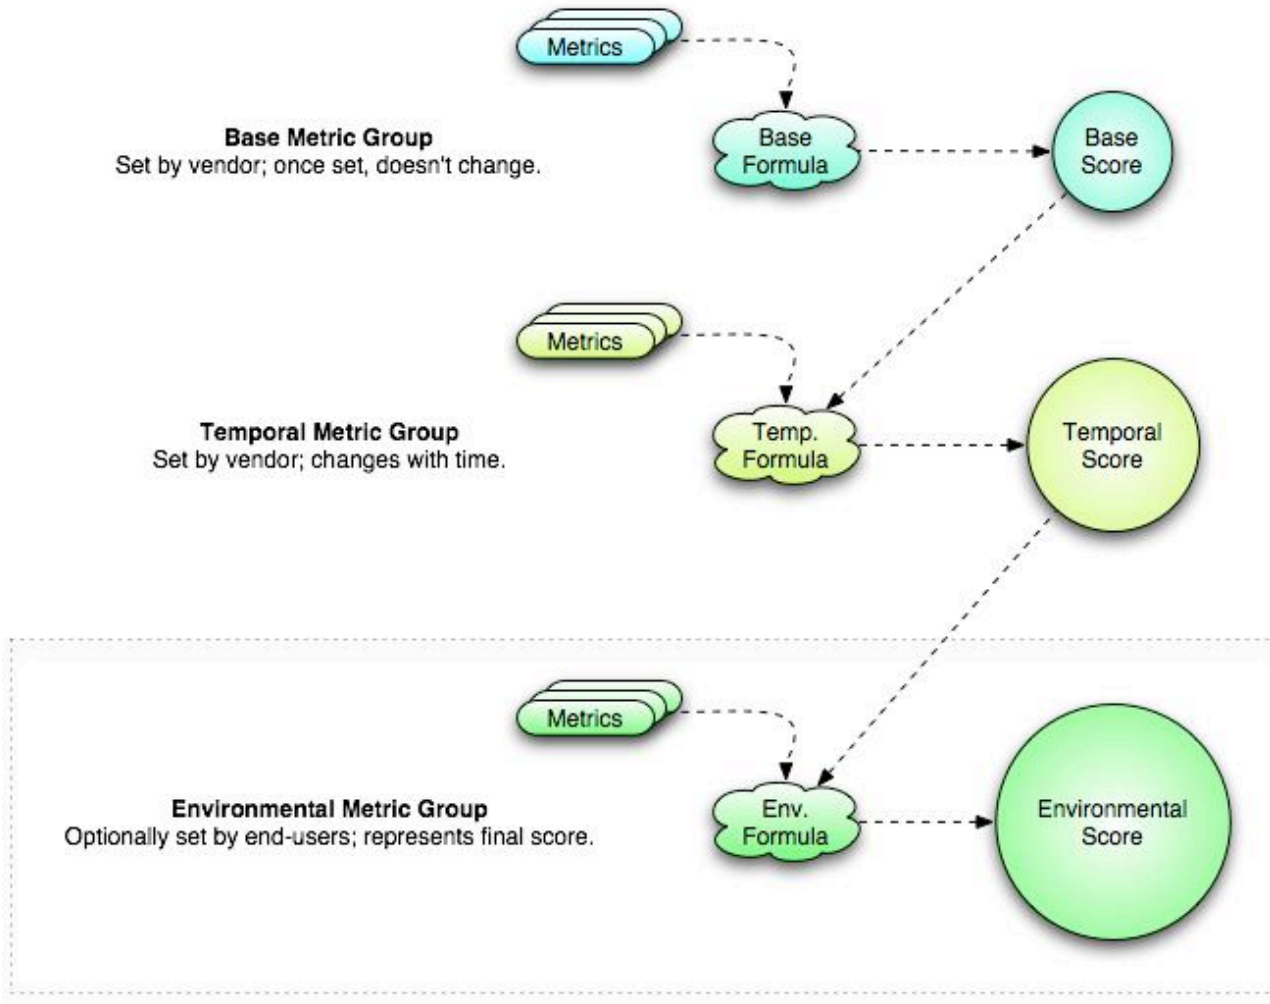 Metrics
Base Metric Group
Set by vendor; once set, doesn't change.
Base
Formula
Base
Score
Metrics
Temporal Metric Group
Set by vendor; changes with time.
Temp.
Formula
Temporal
Score
Metrics
Environmental Metric Group
Optionally set by end-users; represents final score.
Env.
Formula
Environmental
Score